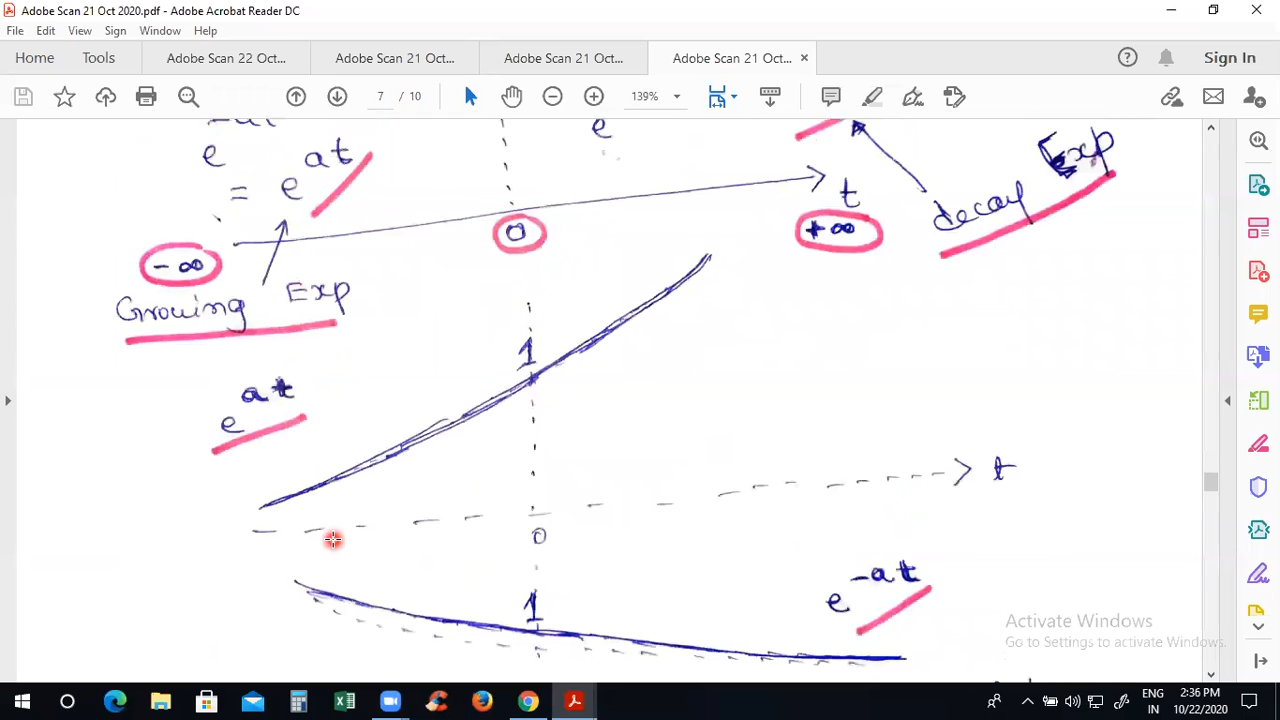 Adobe Scan 21 Oct 2020.pdf - Adobe Acrobat Reader DC
File Edit View Sign Window Help
Home Tools Adobe Scan 22 Oct... Adobe Scan 21 Oct... Adobe Scan 21 Oct... Adobe Scan 21 Oct... × ? Sign In
7 / 10 139%
e
e
= e^at
t
decay Exp
-∞ 0 +∞
Growing Exp
1
e^at
t
0
e^-at
1
Activate Windows
Go to Settings to activate Windows.
ENG
IN
2:36 PM
10/22/2020